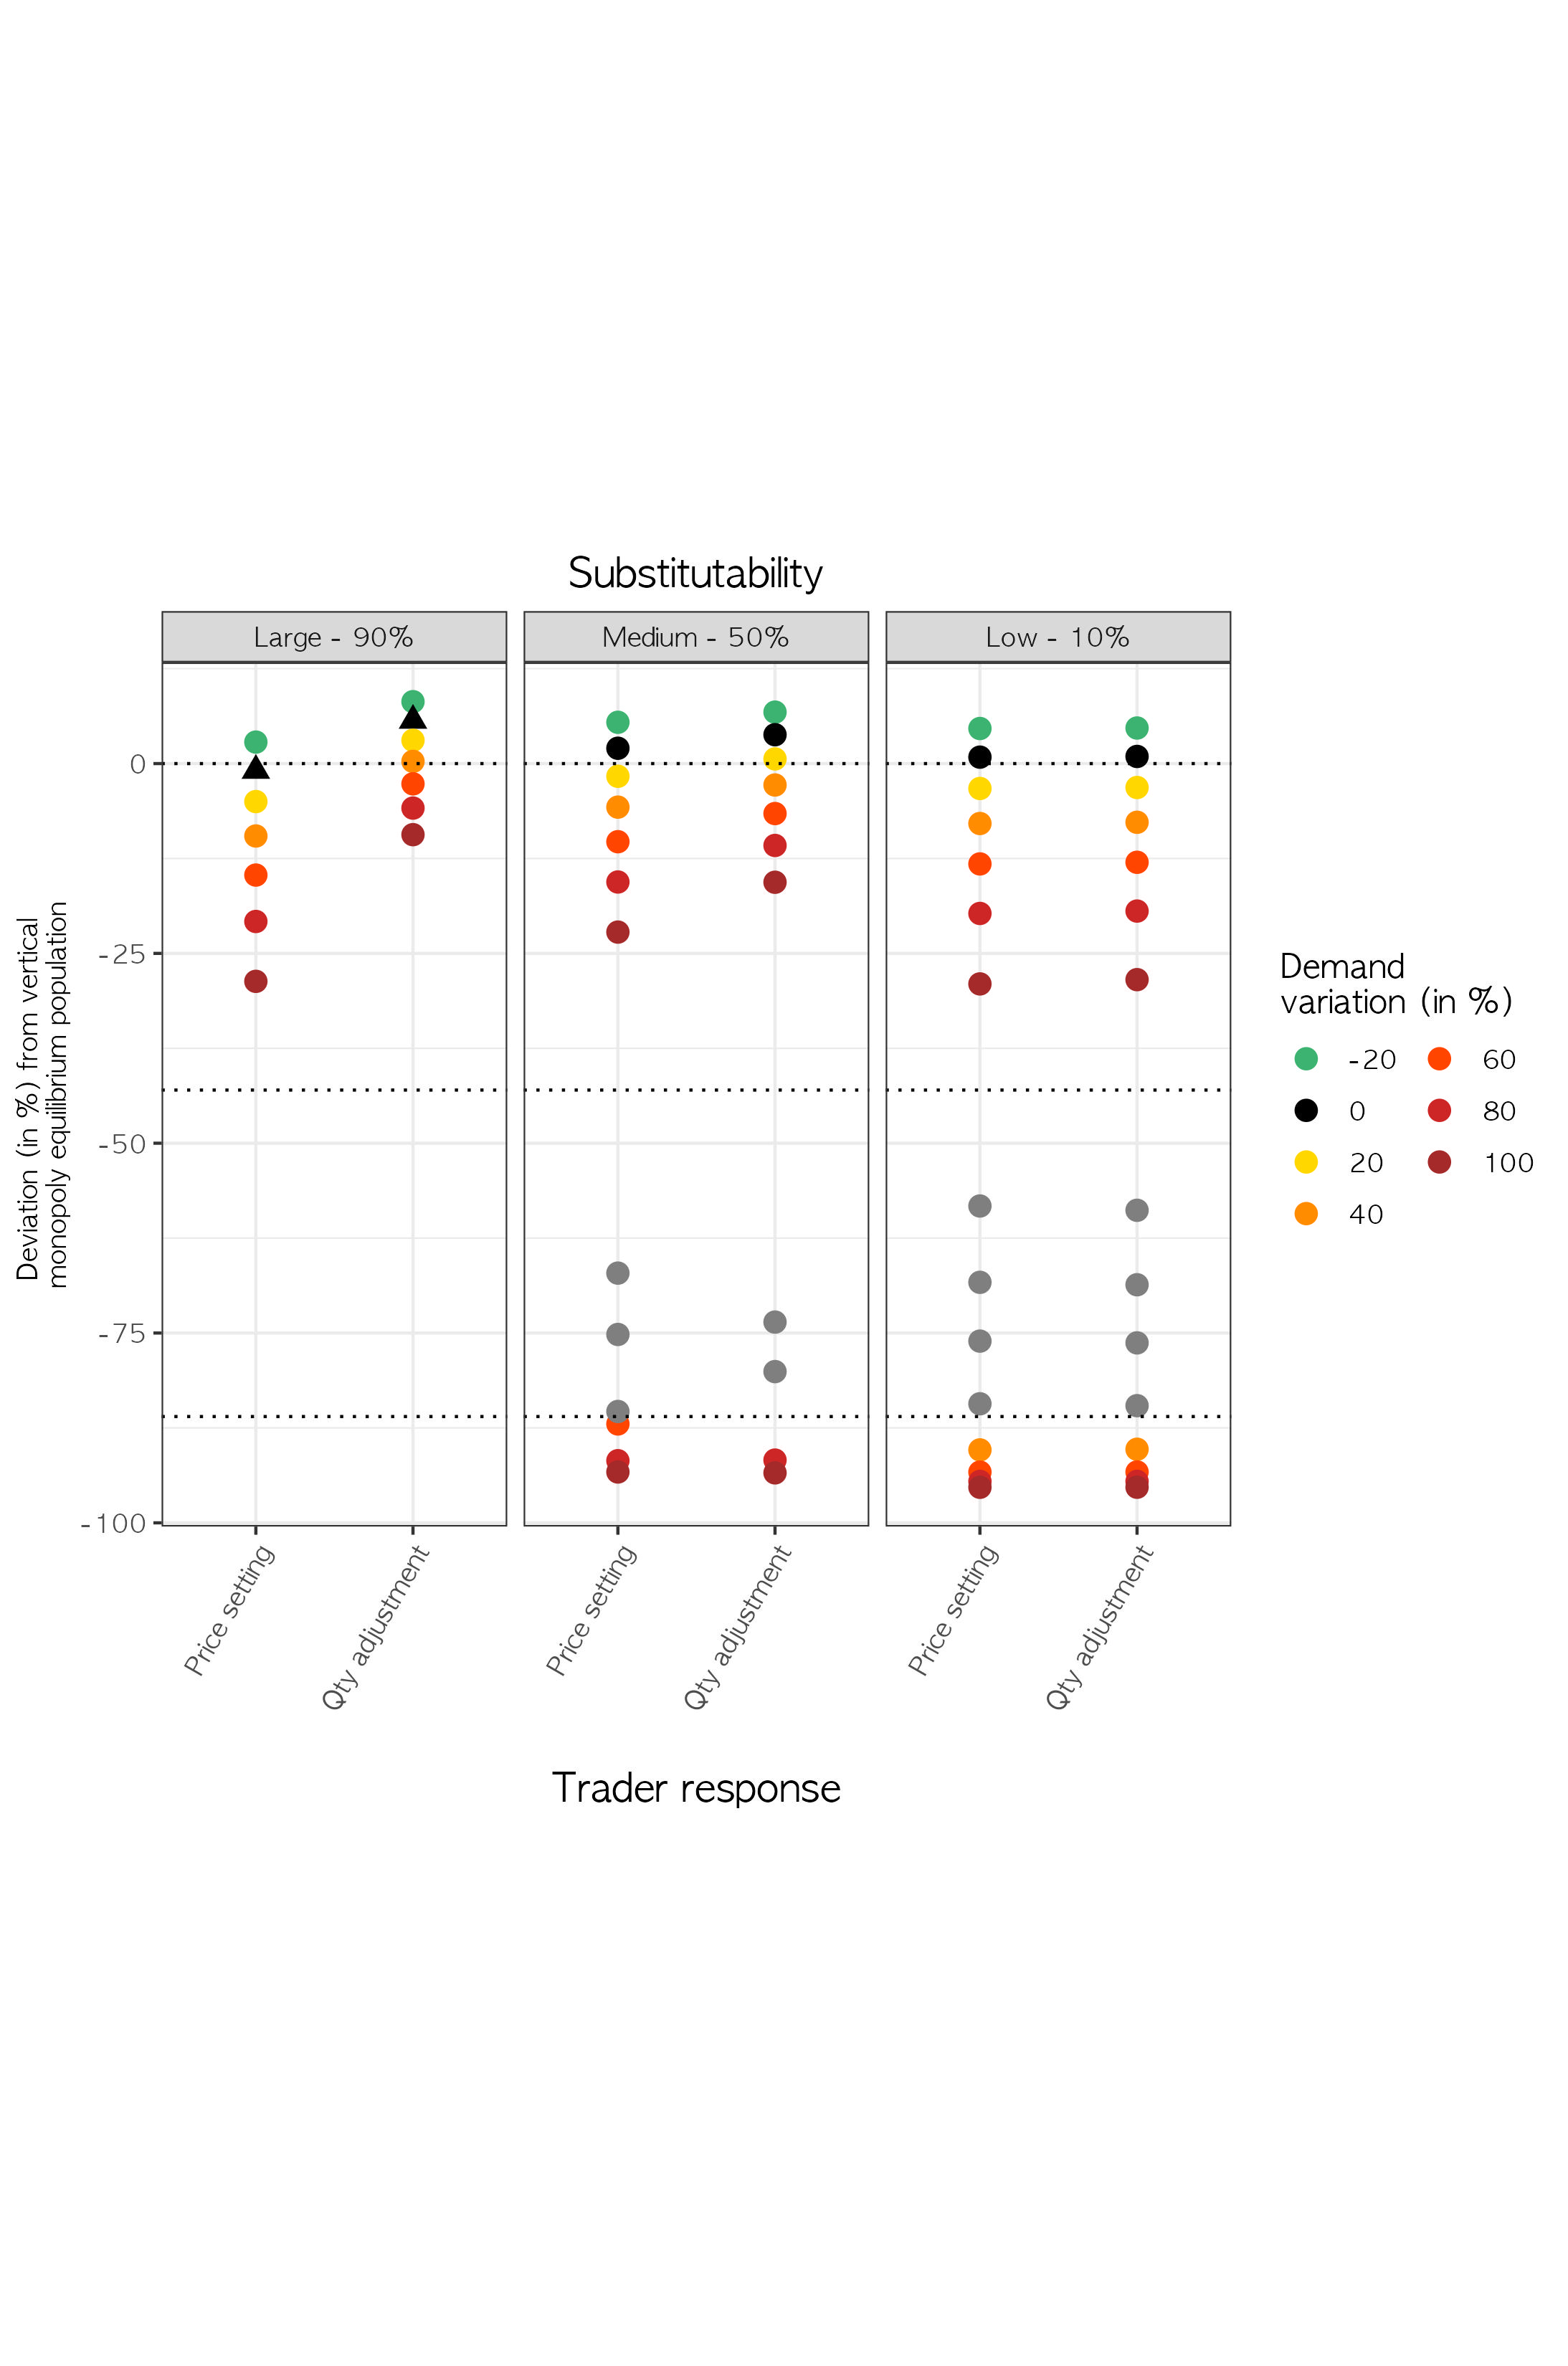 Substitutability
Large - 90%
Medium - 50%
Low - 10%
Deviation (in %) from vertical
monopoly equilibrium population
0
-25
-50
-75
-100
Price setting
Qty adjustment
Price setting
Qty adjustment
Price setting
Qty adjustment
Trader response
Demand
variation (in %)
-20
60
0
80
20
100
40